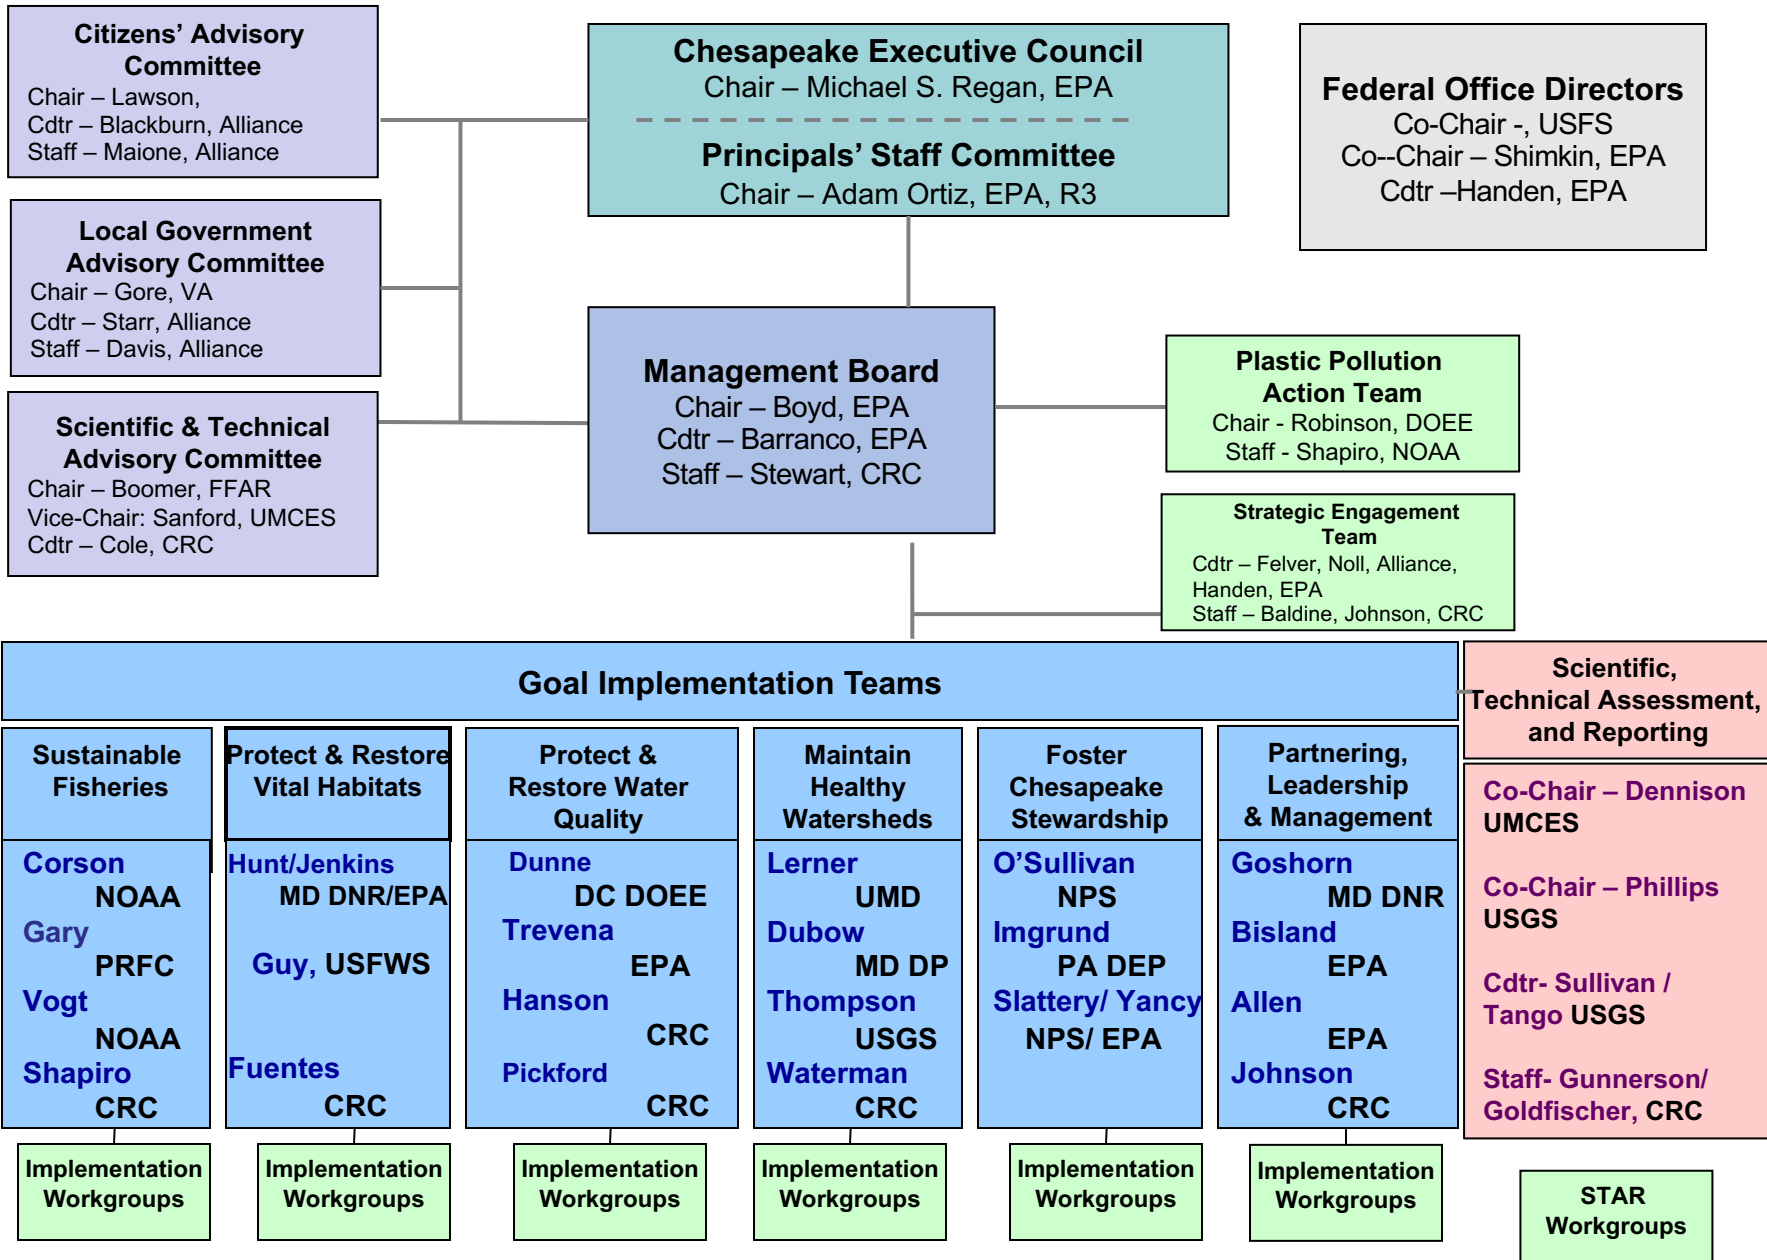 Citizens’ Advisory
Committee
Chair – Lawson,
Cdtr – Blackburn, Alliance
Staff – Maione, Alliance
Chesapeake Executive Council
Chair – Michael S. Regan, EPA
Principals’ Staff Committee
Chair – Adam Ortiz, EPA, R3
Federal Office Directors
Co-Chair -, USFS
Co--Chair – Shimkin, EPA
Cdtr –Handen, EPA
Local Government
Advisory Committee
Chair – Gore, VA
Cdtr – Starr, Alliance
Staff – Davis, Alliance
Scientific & Technical
Advisory Committee
Chair – Boomer, FFAR
Vice-Chair: Sanford, UMCES
Cdtr – Cole, CRC
Management Board
Chair – Boyd, EPA
Cdtr – Barranco, EPA
Staff – Stewart, CRC
Plastic Pollution
Action Team
Chair - Robinson, DOEE
Staff - Shapiro, NOAA
Strategic Engagement
Team
Cdtr – Felver, Noll, Alliance,
Handen, EPA
Staff – Baldine, Johnson, CRC
Goal Implementation Teams
Scientific,
Technical Assessment,
and Reporting
Sustainable
Fisheries
Corson
NOAA
Gary
PRFC
Vogt
NOAA
Shapiro
CRC
Protect & Restore
Vital Habitats
Hunt/Jenkins
MD DNR/EPA
Guy, USFWS
Fuentes
CRC
Protect &
Restore Water
Quality
Dunne
DC DOEE
Trevena
EPA
Hanson
CRC
Pickford
CRC
Maintain
Healthy
Watersheds
Lerner
UMD
Dubow
MD DP
Thompson
USGS
Waterman
CRC
Foster
Chesapeake
Stewardship
O’Sullivan
NPS
Imgrund
PA DEP
Slattery/ Yancy
NPS/ EPA
Partnering,
Leadership
& Management
Goshorn
MD DNR
Bisland
EPA
Allen
EPA
Johnson
CRC
Co-Chair – Dennison
UMCES
Co-Chair – Phillips
USGS
Cdtr- Sullivan /
Tango USGS
Staff- Gunnerson/
Goldfischer, CRC
Implementation
Workgroups
Implementation
Workgroups
Implementation
Workgroups
Implementation
Workgroups
Implementation
Workgroups
Implementation
Workgroups
STAR
Workgroups